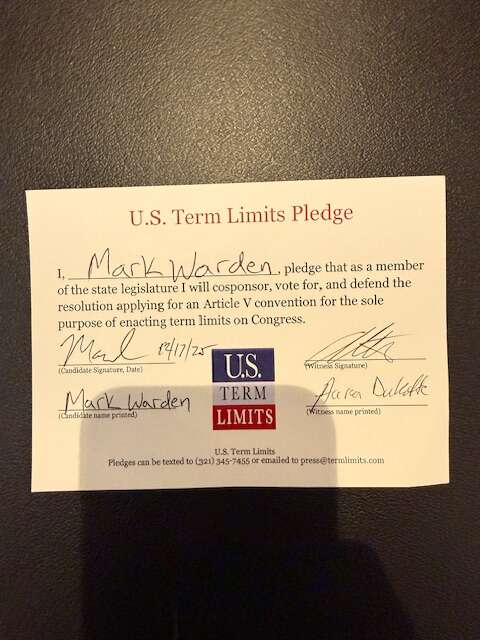 U.S. Term Limits Pledge
I, Mark Warden, pledge that as a member
of the state legislature I will cosponsor, vote for, and defend the
resolution applying for an Article V convention for the sole
purpose of enacting term limits on Congress.
12/17/25
(Candidate Signature, Date)
(Witness Signature)
Mark Warden
(Candidate name printed)
(Witness name printed)
U.S.
TERM
LIMITS
U.S. Term Limits
Pledges can be texted to (321) 345-7455 or emailed to press@termlimits.com